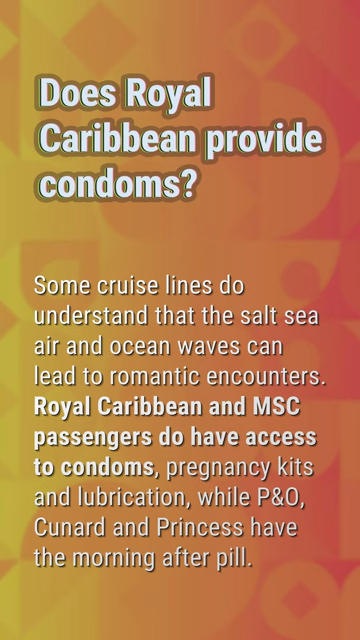 Does Royal
Caribbean provide
condoms?
Some cruise lines do
understand that the salt sea
air and ocean waves can
lead to romantic encounters.
Royal Caribbean and MSC
passengers do have access
to condoms, pregnancy kits
and lubrication, while P&O,
Cunard and Princess have
the morning after pill.